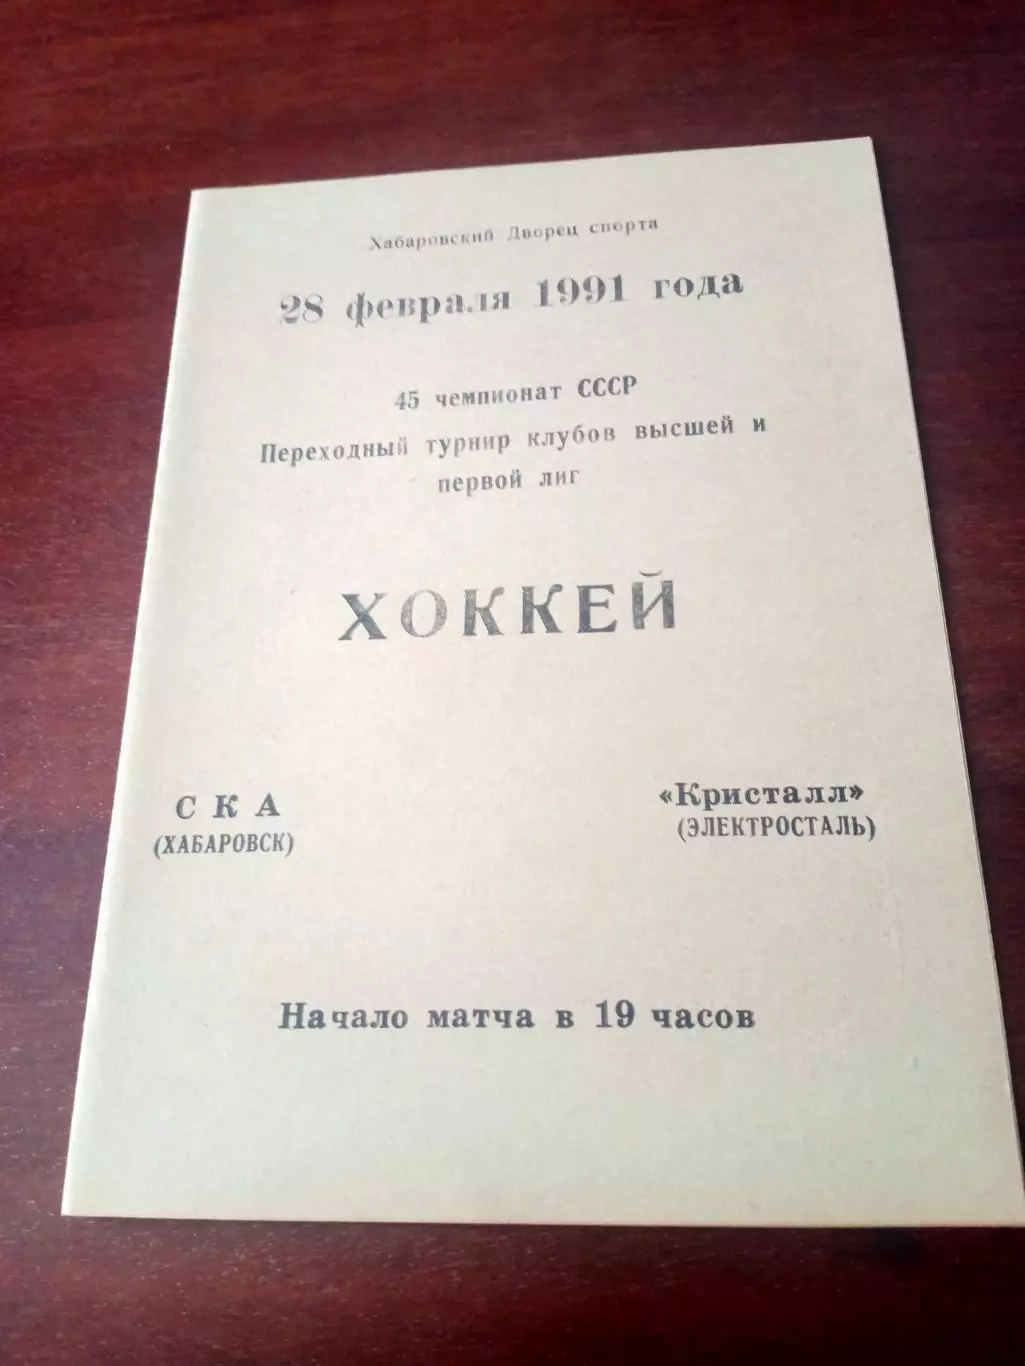 Хабаровский Дворец спорта
28 февраля 1991 года
45 чемпионат СССР
Переходный турнир клубов высшей и
первой лиг
ХОККЕЙ
СКА
(ХАБАРОВСК)
«Кристалл»
(ЭЛЕКТРОСТАЛЬ)
Начало матча в 19 часов